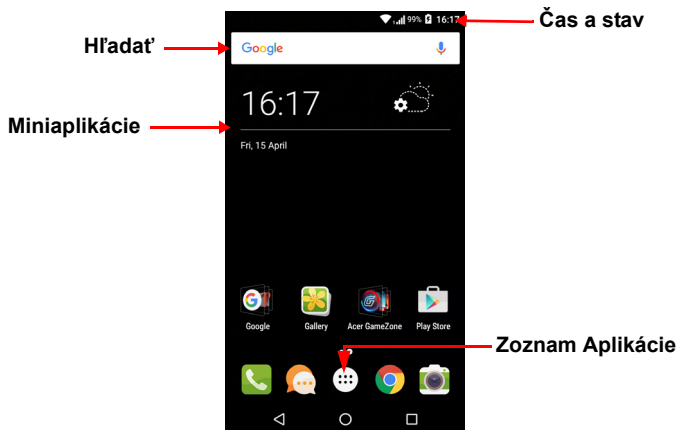 99% 16:17
Čas a stav
Hľadať
Google
16:17
Miniaplikácie
Fri, 15 April
Google Gallery Acer GameZone Play Store
Zoznam Aplikácie